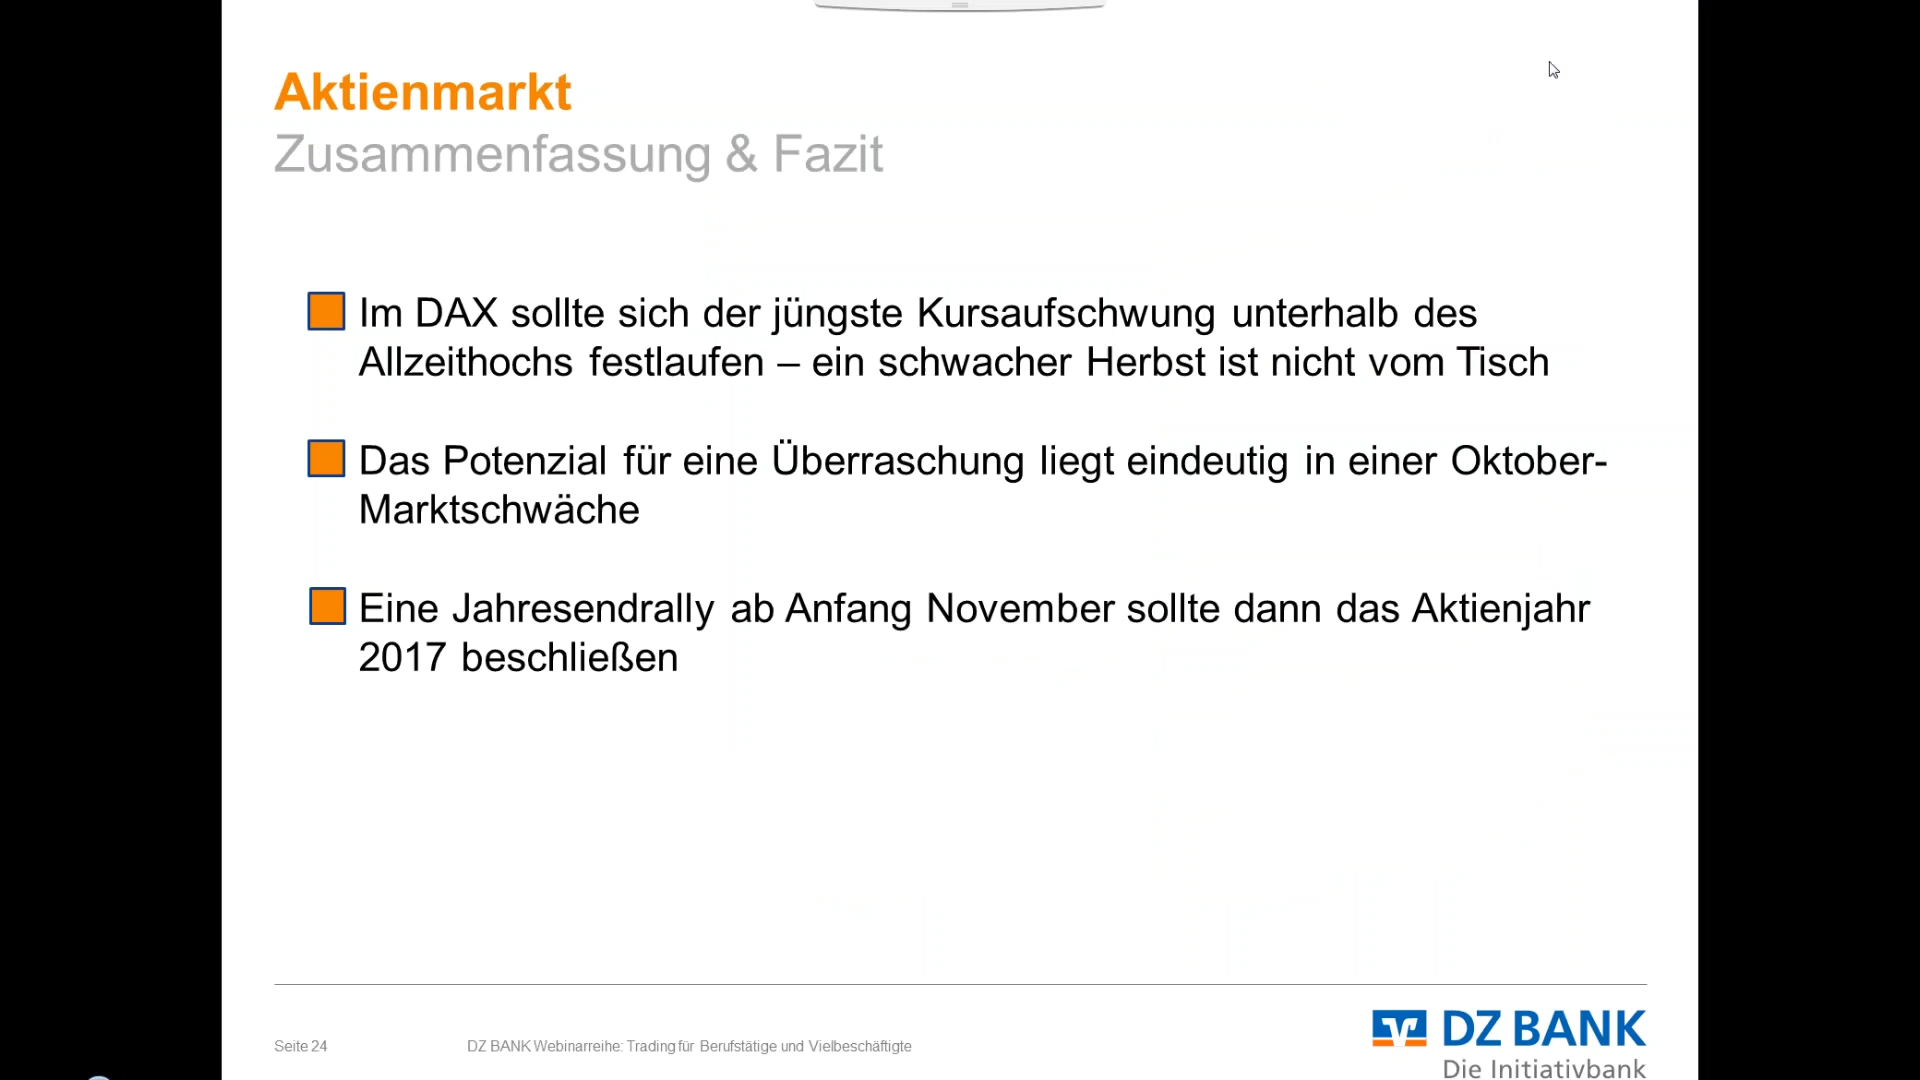 Aktienmarkt
Zusammenfassung & Fazit
Im DAX sollte sich der jüngste Kursaufschwung unterhalb des
Allzeithochs festlaufen – ein schwacher Herbst ist nicht vom Tisch
Das Potenzial für eine Überraschung liegt eindeutig in einer Oktober-
Marktschwäche
Eine Jahresendrally ab Anfang November sollte dann das Aktienjahr
2017 beschließen
Seite 24
DZ BANK Webinarreihe: Trading für Berufstätige und Vielbeschäftigte
DZ BANK
Die Initiativbank